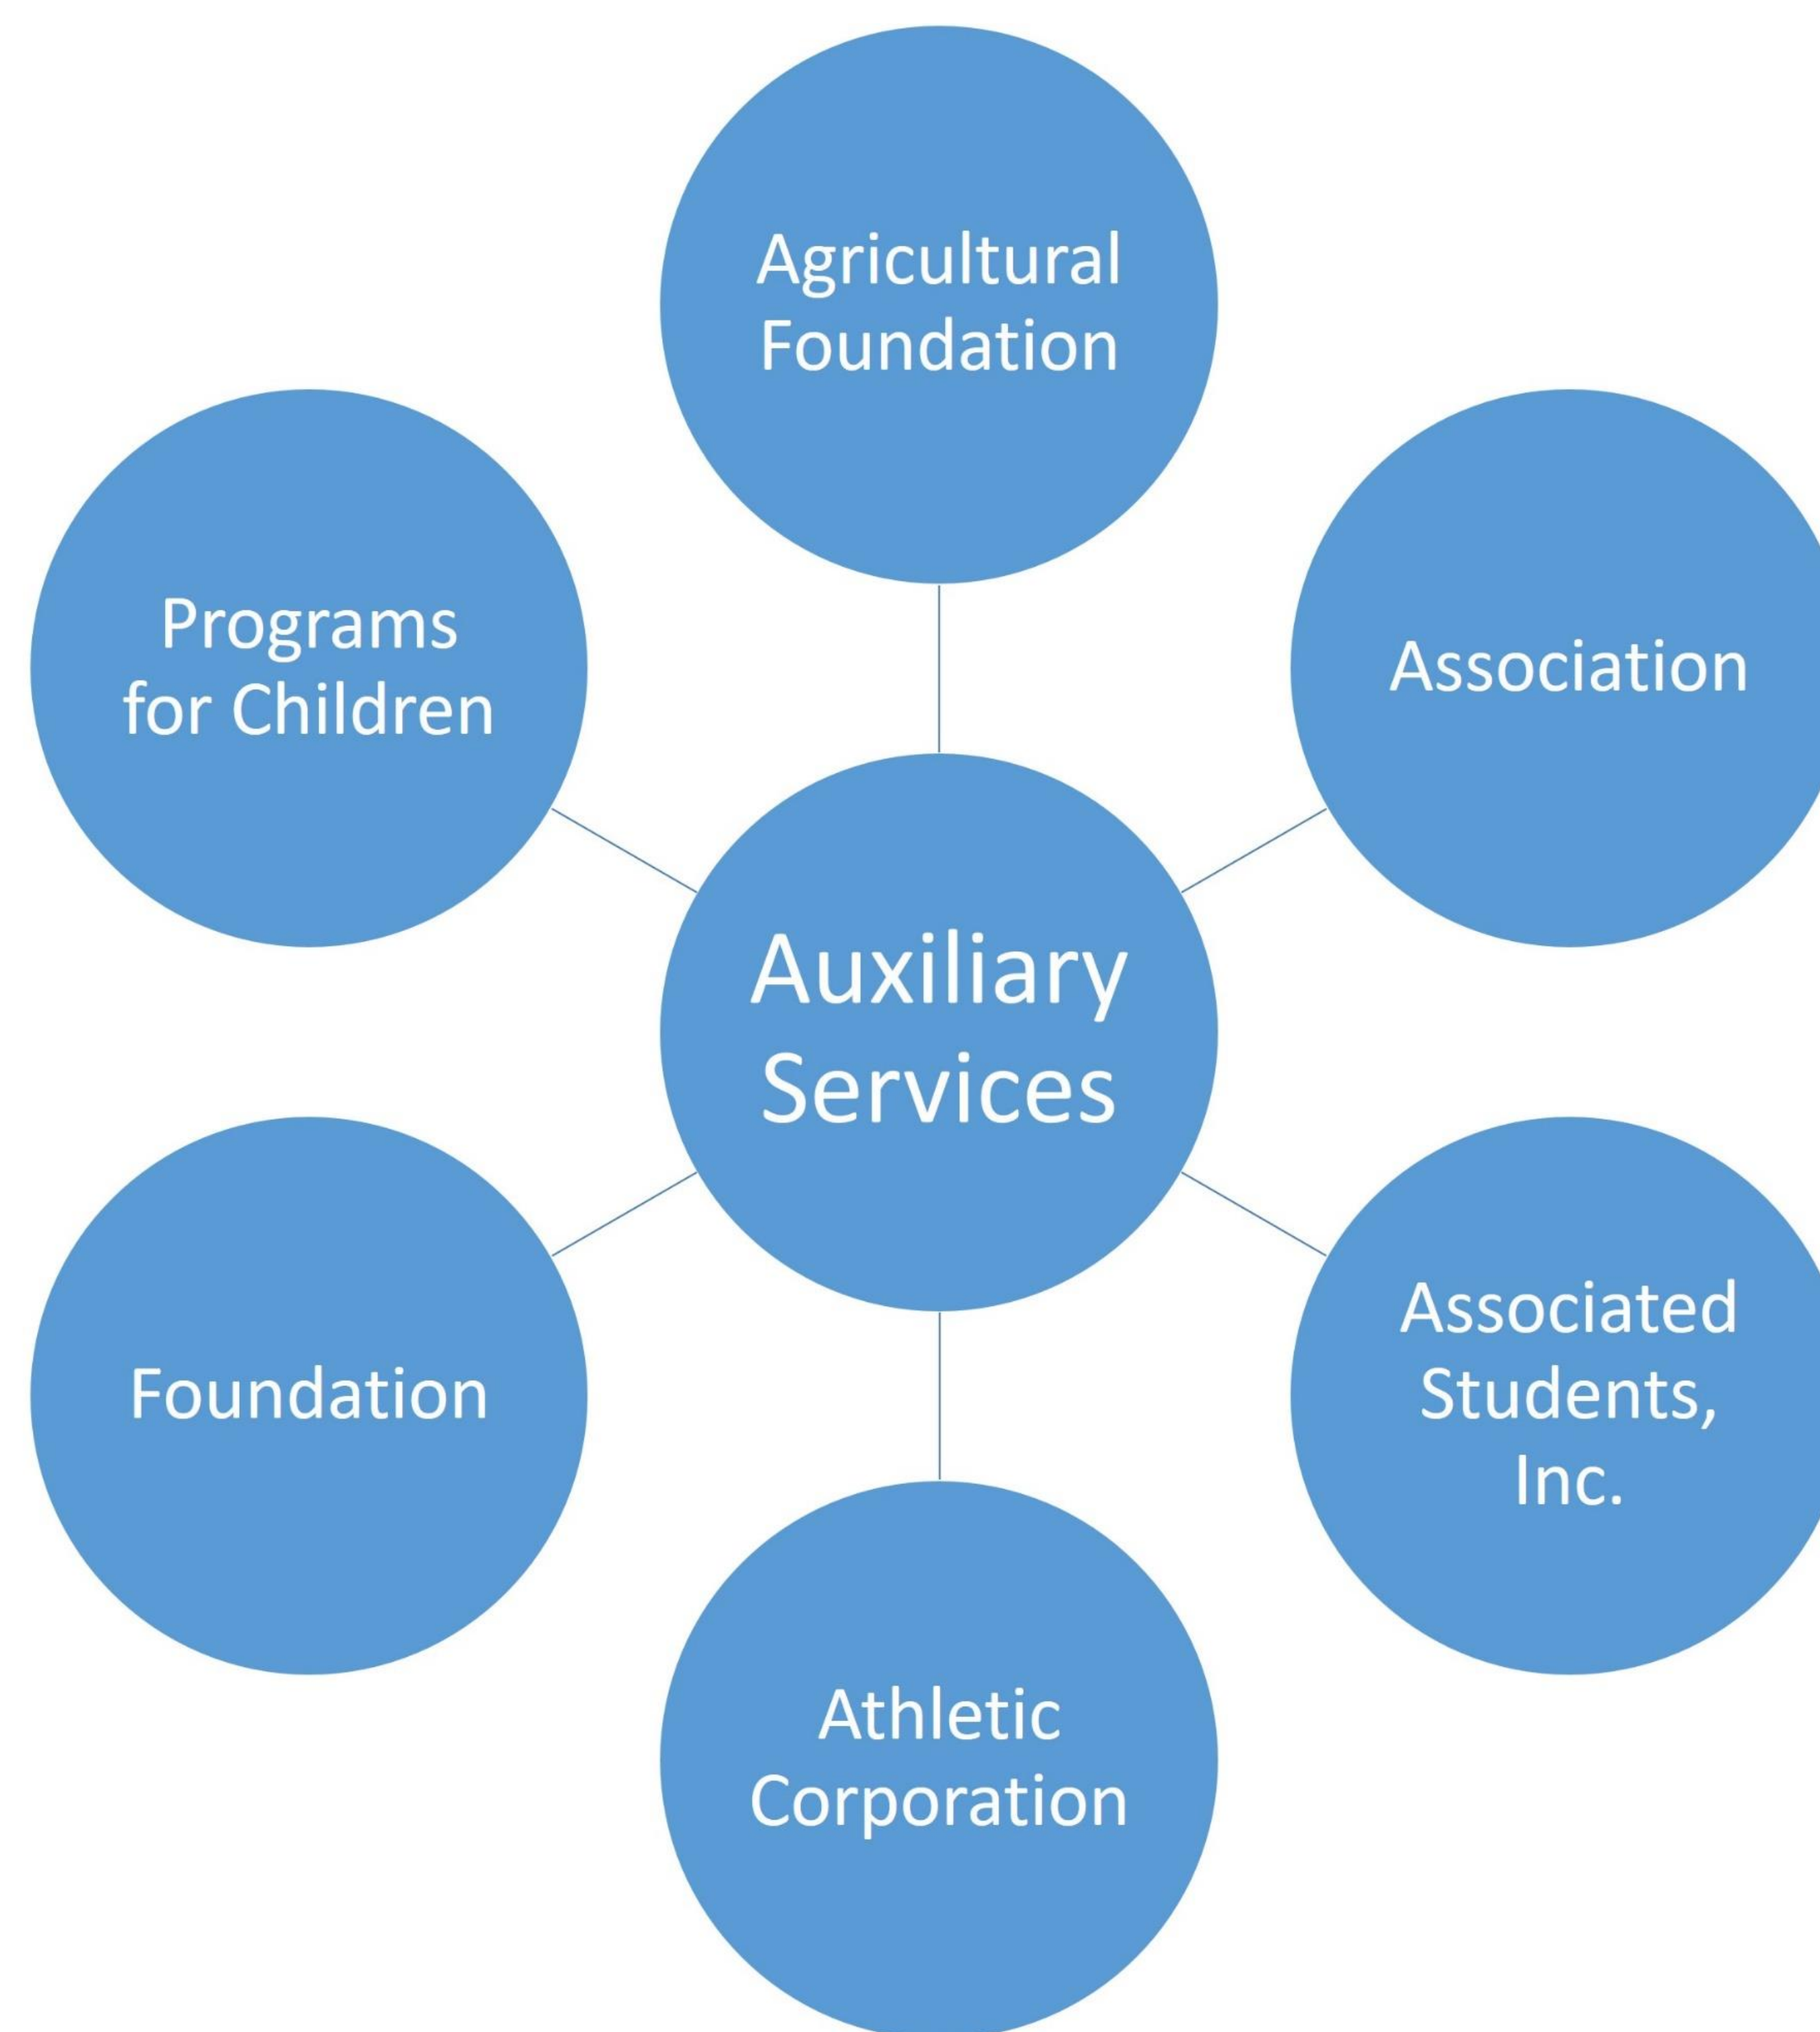 Agricultural
Foundation
Programs
for Children
Association
Auxiliary
Services
Foundation
Associated
Students,
Inc.
Athletic
Corporation